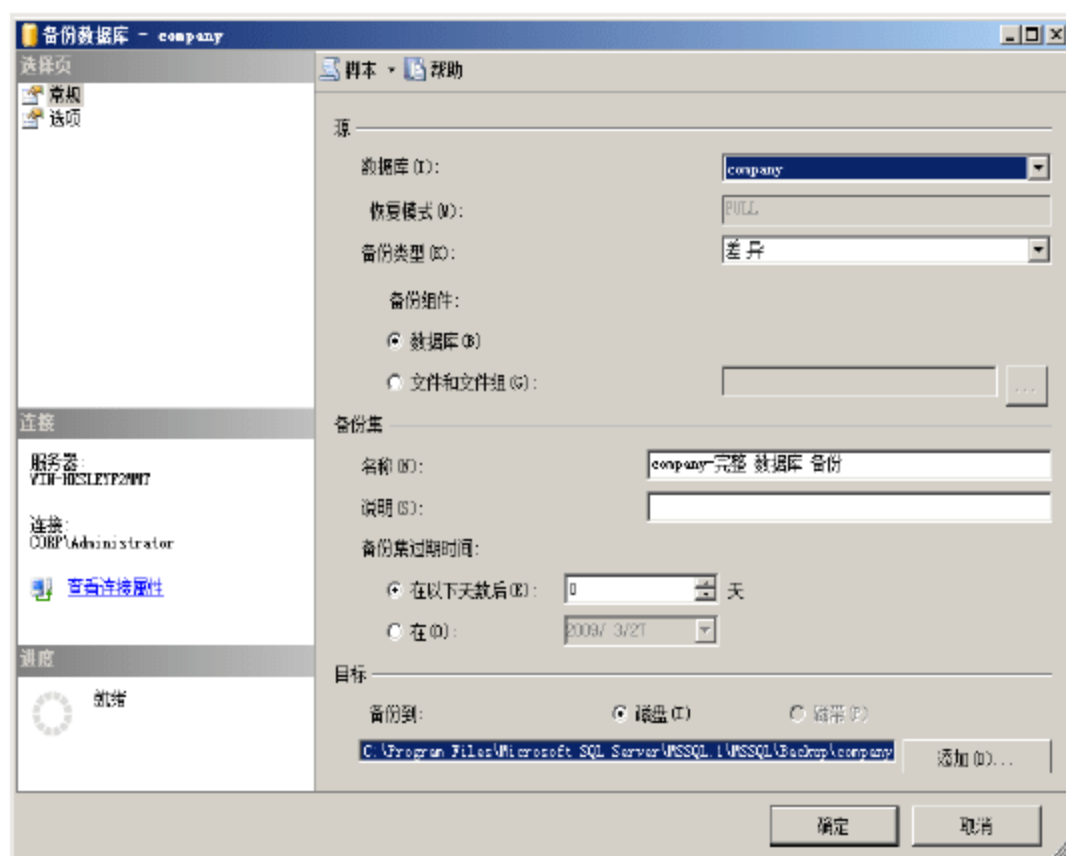 备份数据库 - company
选择页
常规
选项
脚本
帮助
源
数据库(T):
company
恢复模式(M):
FULL
备份类型(K):
差异
备份组件:
数据库(B)
文件和文件组(G):
...
连接
服务器:
连接:
CORP\Administrator
查看连接属性
备份集
名称(N):
company-完整 数据库 备份
说明(S):
备份集过期时间:
在以下天数后(E):
0
天
在(O):
2009/ 3/27
进度
就绪
目标
备份到:
磁盘(I)
磁带(P)
C:\Program Files\Microsoft SQL Server\MSSQL.1\MSSQL\Backup\company
添加(D)...
确定
取消